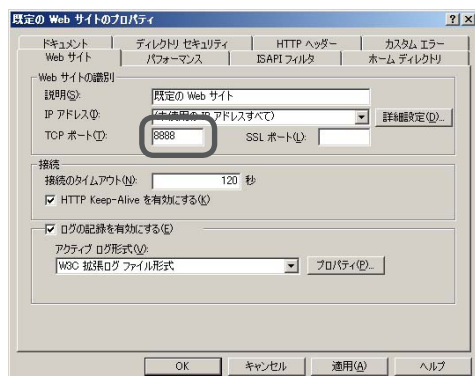 既定の Web サイトのプロパティ
ドキュメント ディレクトリ セキュリティ HTTP ヘッダー カスタム エラー
Web サイト パフォーマンス ISAPI フィルタ ホーム ディレクトリ
Web サイトの識別
説明(S): 既定の Web サイト
IP アドレス(I): (未使用の IP アドレスすべて) 詳細設定(D)...
TCP ポート(T): 8888 SSL ポート(L):
接続
接続のタイムアウト(N): 120 秒
HTTP Keep-Alive を有効にする(K)
ログの記録を有効にする(E)
アクティブ ログ形式(V):
W3C 拡張ログ ファイル形式 プロパティ(P)...
OK キャンセル 適用(A) ヘルプ